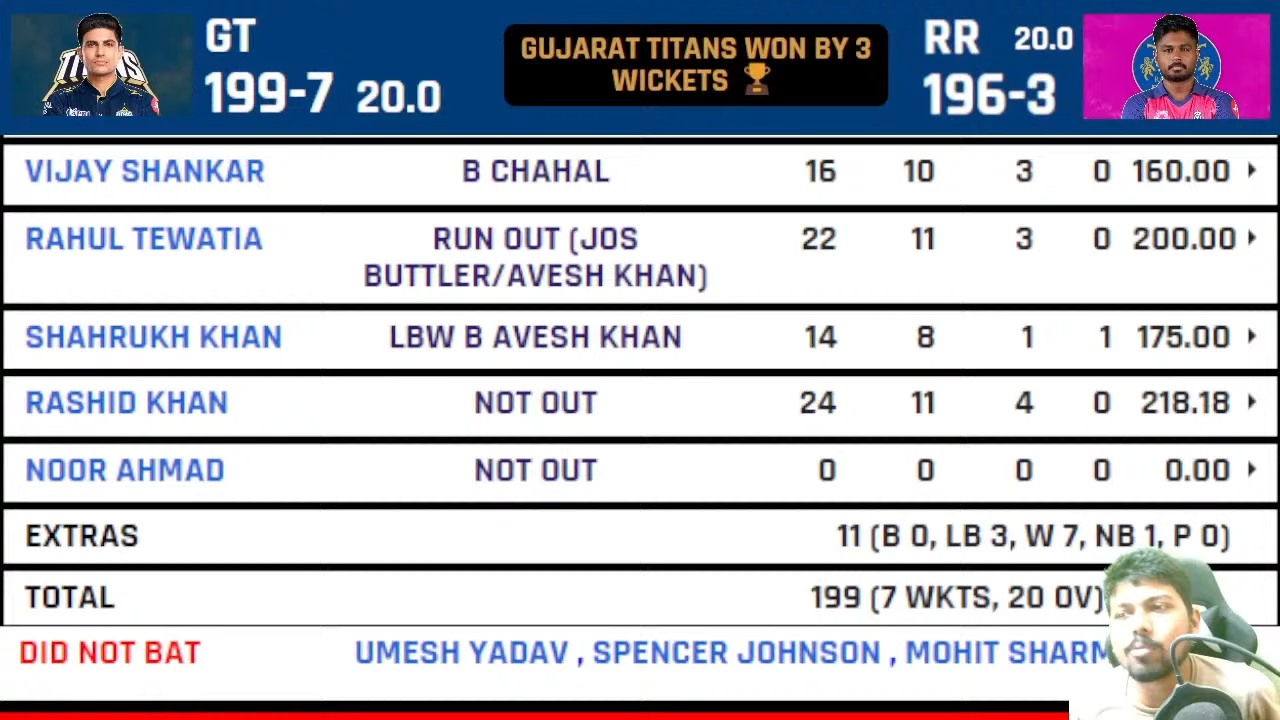 GT
199-7 20.0
GUJARAT TITANS WON BY 3
WICKETS 🏆
RR 20.0
196-3
VIJAY SHANKAR B CHAHAL 16 10 3 0 160.00
RAHUL TEWATIA RUN OUT (JOS
BUTTLER/AVESH KHAN) 22 11 3 0 200.00
SHAHRUKH KHAN LBW B AVESH KHAN 14 8 1 1 175.00
RASHID KHAN NOT OUT 24 11 4 0 218.18
NOOR AHMAD NOT OUT 0 0 0 0 0.00
EXTRAS 11 (B 0, LB 3, W 7, NB 1, P 0)
TOTAL 199 (7 WKTS, 20 OV)
DID NOT BAT UMESH YADAV , SPENCER JOHNSON , MOHIT SHARM